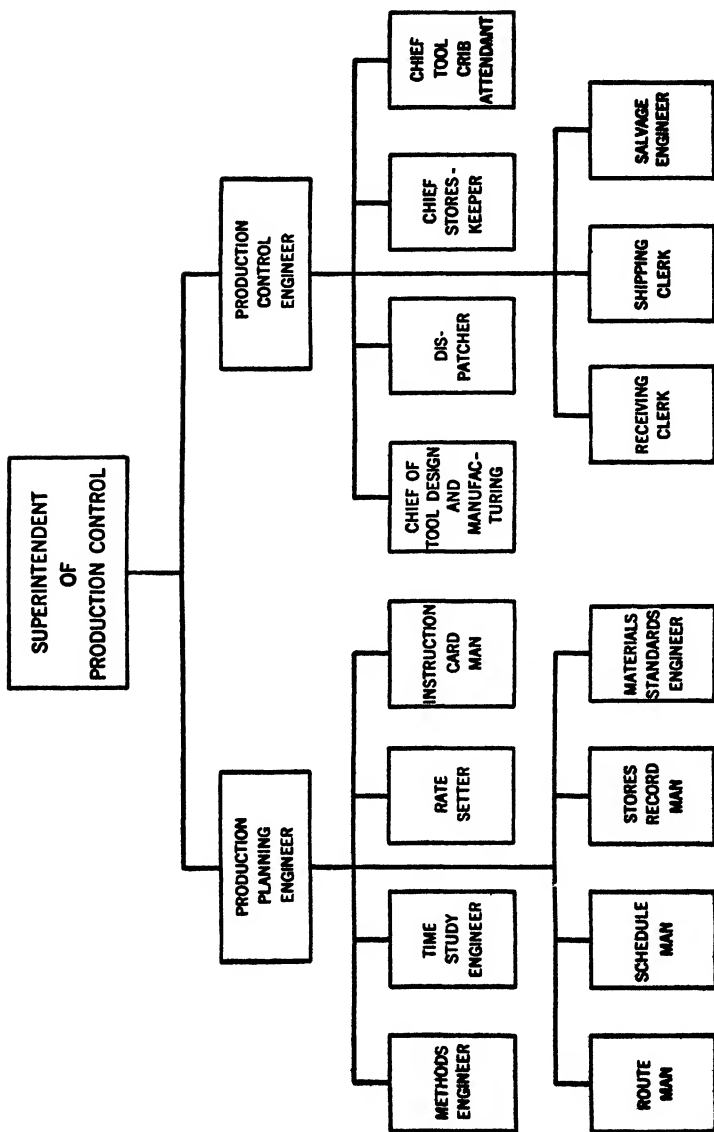 SUPERINTENDENT
OF
PRODUCTION CONTROL
PRODUCTION
PLANNING
ENGINEER
PRODUCTION
CONTROL
ENGINEER
METHODS
ENGINEER
TIME
STUDY
ENGINEER
RATE
SETTER
INSTRUCTION
CARD
MAN
CHIEF OF
TOOL DESIGN
AND
MANUFAC-
TURING
DIS-
PATCHER
CHIEF
STORES-
KEEPER
CHIEF
TOOL
CRIB
ATTENDANT
ROUTE
MAN
SCHEDULE
MAN
STORES
RECORD
MAN
MATERIALS
STANDARDS
ENGINEER
RECEIVING
CLERK
SHIPPING
CLERK
SALVAGE
ENGINEER